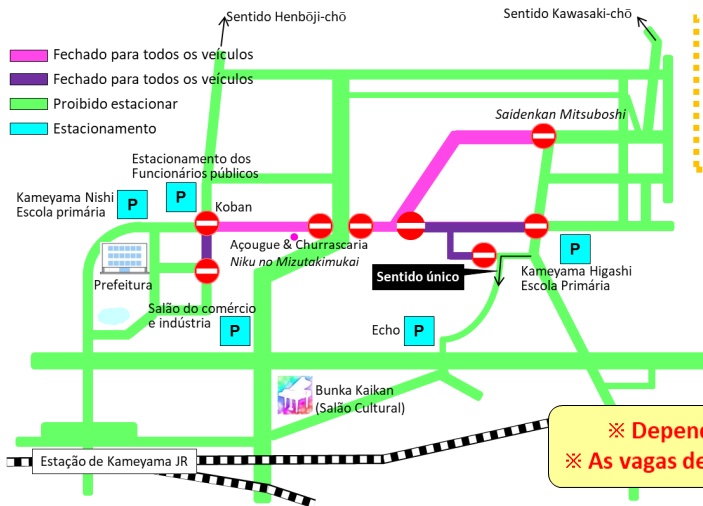 Sentido Henbōji-chō
Sentido Kawasaki-chō
Fechado para todos os veículos
Fechado para todos os veículos
Proibido estacionar
Estacionamento
Saidenkan Mitsuboshi
Estacionamento dos
Funcionários públicos
P
Kameyama Nishi
Escola primária
P
Koban
Açougue & Churrascaria
Niku no Mizutakimukai
P
Kameyama Higashi
Escola Primária
Sentido único
Prefeitura
Salão do comércio
e indústria
P
Echo
P
Bunka Kaikan
(Salão Cultural)
※ Depend
※ As vagas de
Estação de Kameyama JR